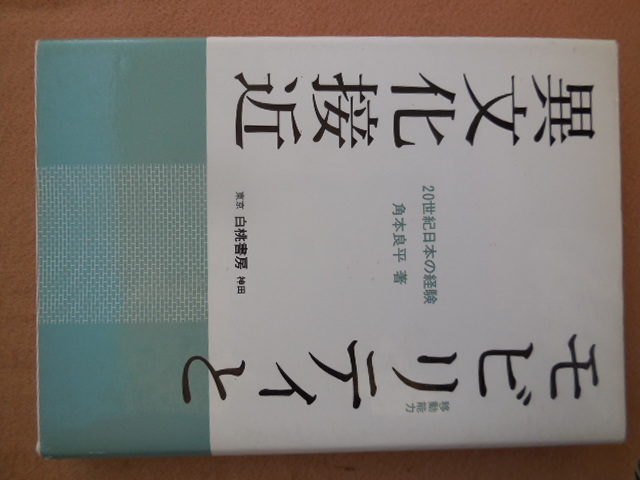 異文化接近
モビリティと
移動能力
20世紀日本の経験
角本良平 著
東京 白桃書房 神田